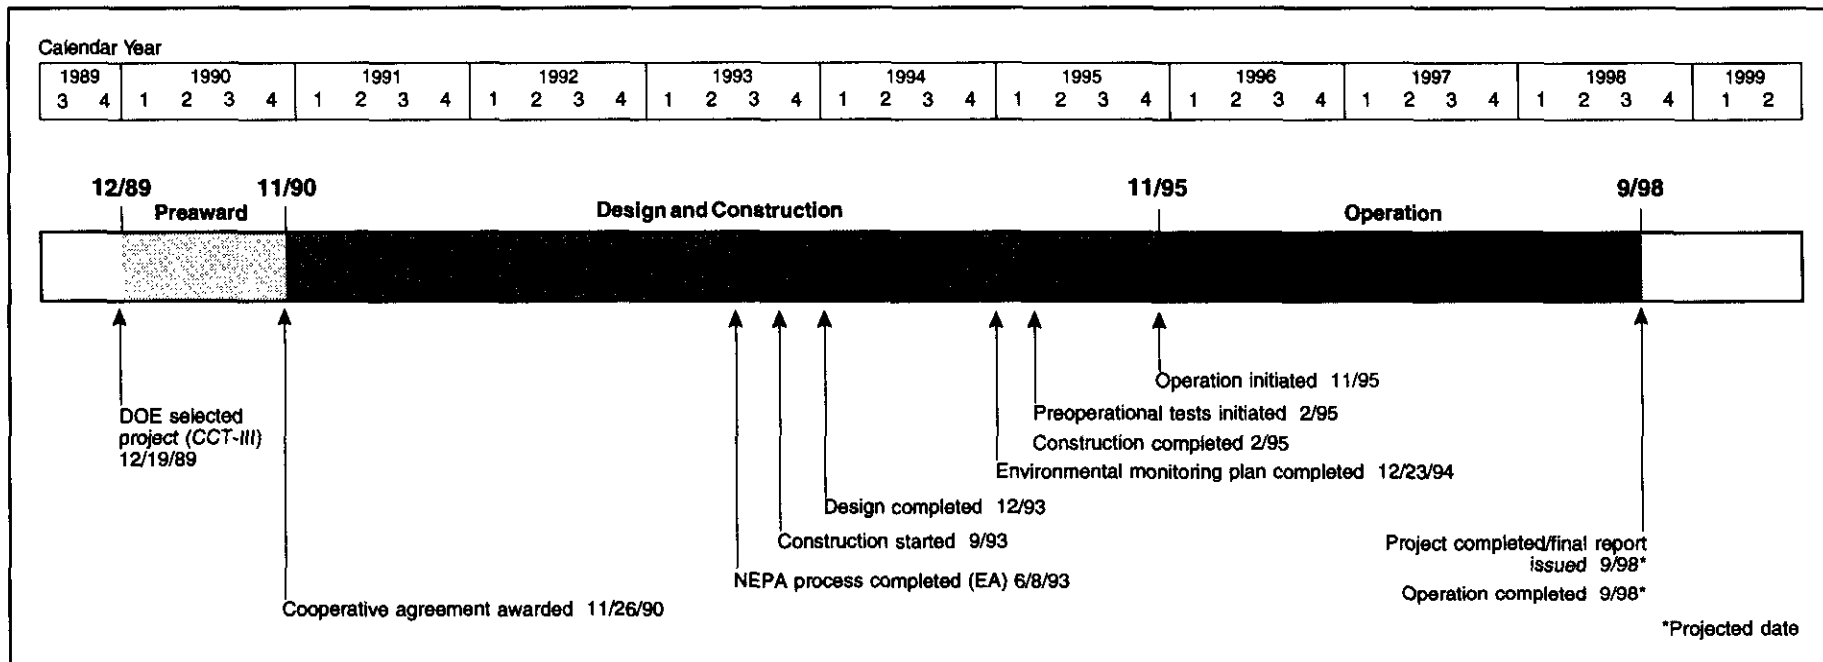 Calendar Year
1989 1990 1991 1992 1993 1994 1995 1996 1997 1998 1999
3 4 1 2 3 4 1 2 3 4 1 2 3 4 1 2 3 4 1 2 3 4 1 2 3 4 1 2 3 4 1 2 3 4 1 2 3 4 1 2
12/89 11/90 11/95 9/98
Preaward Design and Construction Operation
DOE selected
project (CCT-III)
12/19/89
Operation initiated 11/95
Preoperational tests initiated 2/95
Construction completed 2/95
Environmental monitoring plan completed 12/23/94
Design completed 12/93
Construction started 9/93
NEPA process completed (EA) 6/8/93
Cooperative agreement awarded 11/26/90
Project completed/final report
issued 9/98*
Operation completed 9/98*
*Projected date